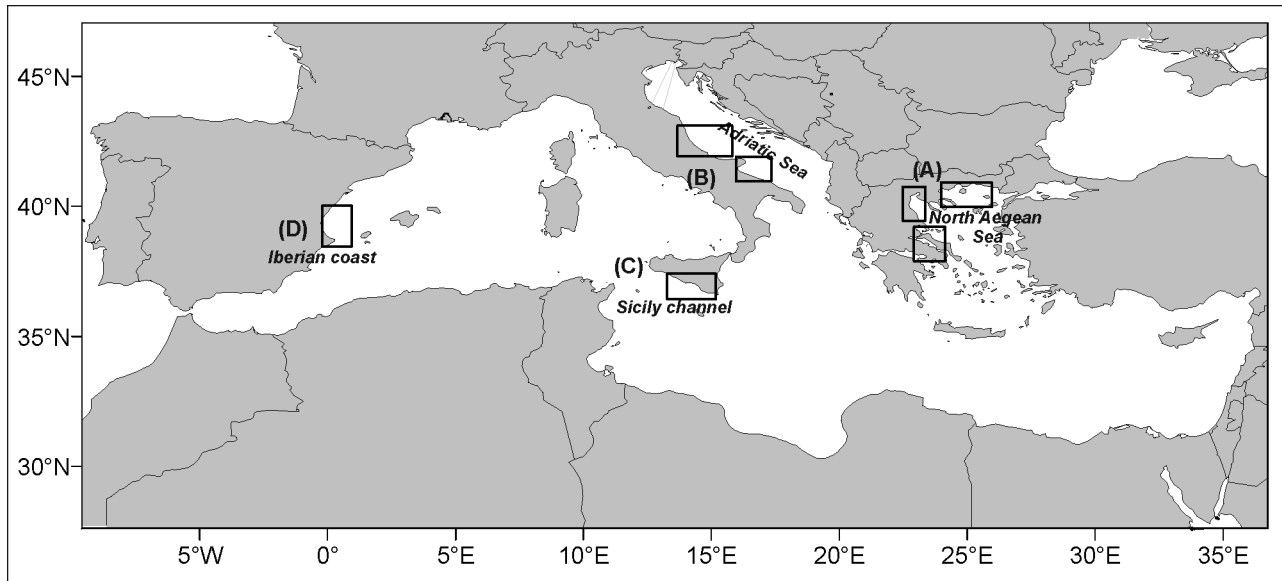 45°N
Adriatic Sea
(B)
(A)
40°N
North Aegean
Sea
(D)
Iberian coast
(C)
Sicily channel
35°N
30°N
5°W
0°
5°E
10°E
15°E
20°E
25°E
30°E
35°E